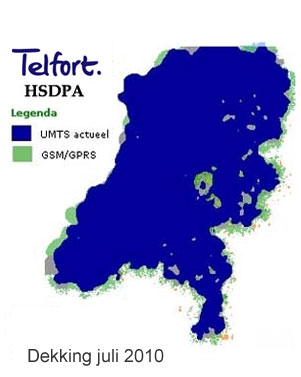 Telfort.
HSDPA
Legenda
UMTS actueel
GSM/GPRS
Dekking juli 2010